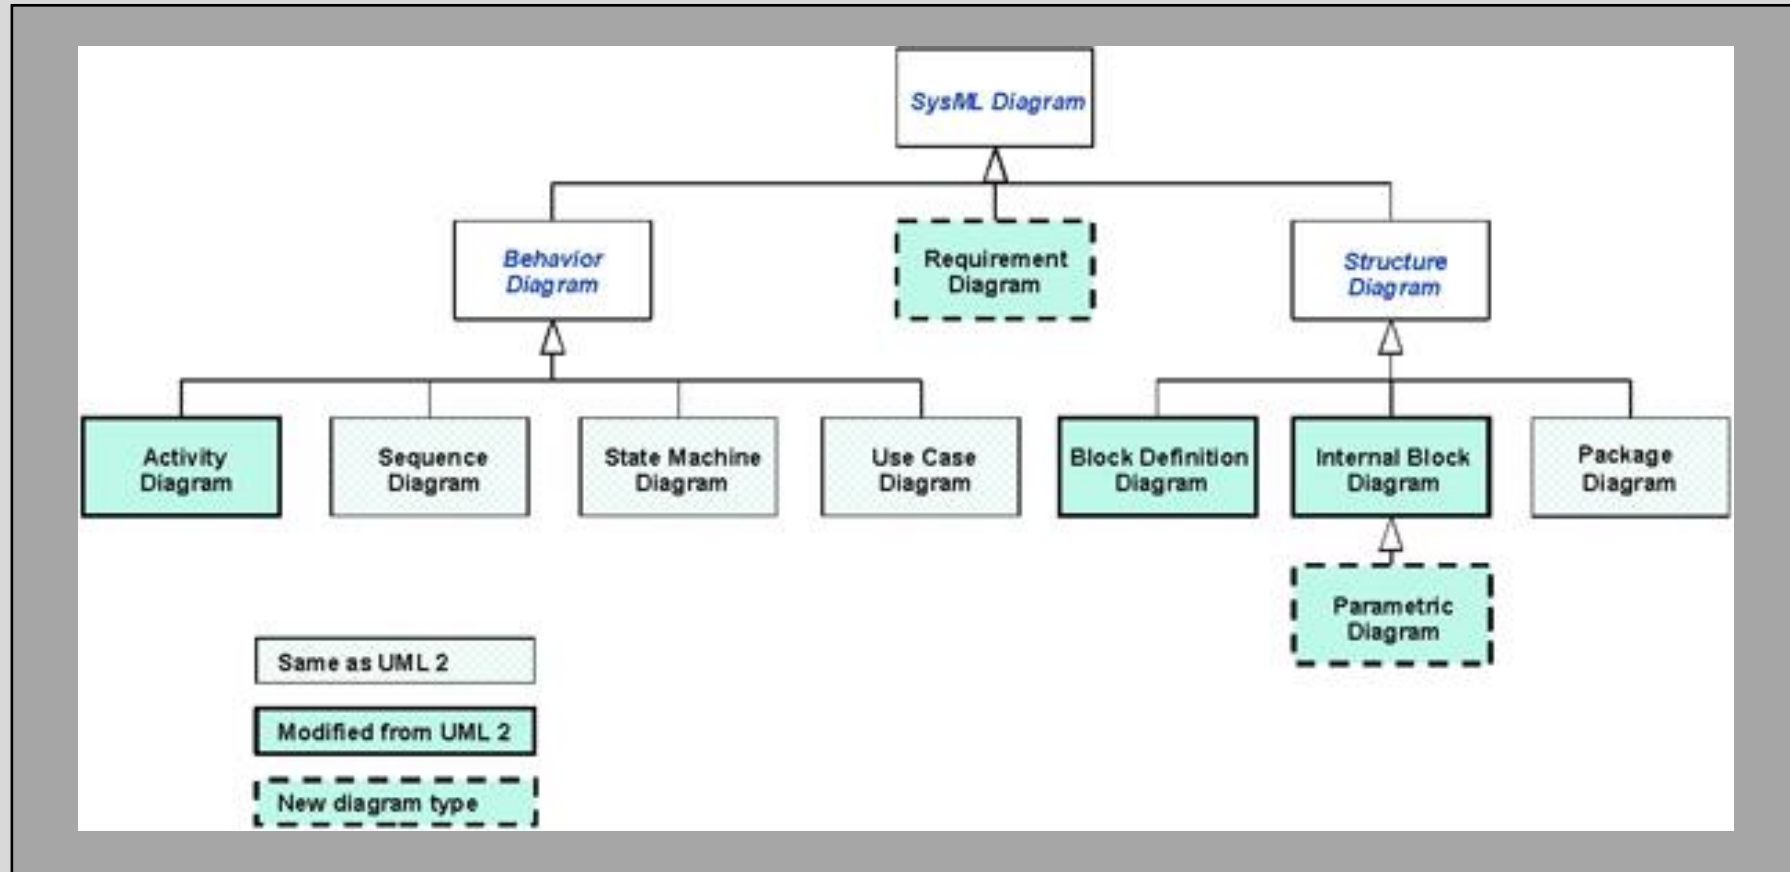 SysML Diagram
Behavior
Diagram
Requirement
Diagram
Structure
Diagram
Activity
Diagram
Sequence
Diagram
State Machine
Diagram
Use Case
Diagram
Block Definition
Diagram
Internal Block
Diagram
Package
Diagram
Parametric
Diagram
Same as UML 2
Modified from UML 2
New diagram type